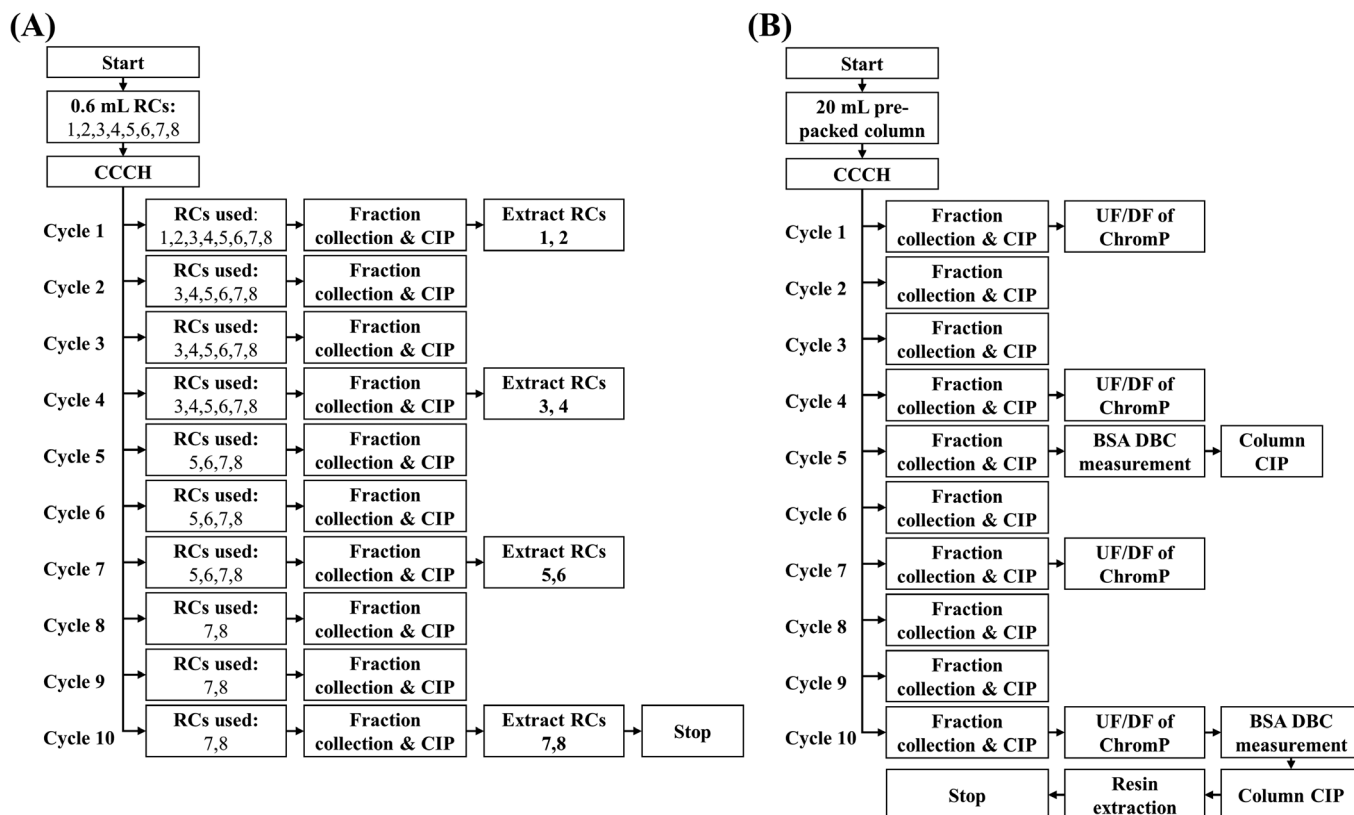 (A)
Start
0.6 mL RCs:
1,2,3,4,5,6,7,8
CCCH
Cycle 1
RCs used:
1,2,3,4,5,6,7,8
Fraction
collection & CIP
Extract RCs
1, 2
Cycle 2
RCs used:
3,4,5,6,7,8
Fraction
collection & CIP
Cycle 3
RCs used:
3,4,5,6,7,8
Fraction
collection & CIP
Cycle 4
RCs used:
3,4,5,6,7,8
Fraction
collection & CIP
Extract RCs
3, 4
Cycle 5
RCs used:
5,6,7,8
Fraction
collection & CIP
Cycle 6
RCs used:
5,6,7,8
Fraction
collection & CIP
Cycle 7
RCs used:
5,6,7,8
Fraction
collection & CIP
Extract RCs
5,6
Cycle 8
RCs used:
7,8
Fraction
collection & CIP
Cycle 9
RCs used:
7,8
Fraction
collection & CIP
Cycle 10
RCs used:
7,8
Fraction
collection & CIP
Extract RCs
7,8
Stop
(B)
Start
20 mL pre-
packed column
CCCH
Cycle 1
Fraction
collection & CIP
UF/DF of
ChromP
Cycle 2
Fraction
collection & CIP
Cycle 3
Fraction
collection & CIP
Cycle 4
Fraction
collection & CIP
UF/DF of
ChromP
Cycle 5
Fraction
collection & CIP
BSA DBC
measurement
Column
CIP
Cycle 6
Fraction
collection & CIP
Cycle 7
Fraction
collection & CIP
UF/DF of
ChromP
Cycle 8
Fraction
collection & CIP
Cycle 9
Fraction
collection & CIP
Cycle 10
Fraction
collection & CIP
UF/DF of
ChromP
BSA DBC
measurement
Column CIP
Resin
extraction
Stop